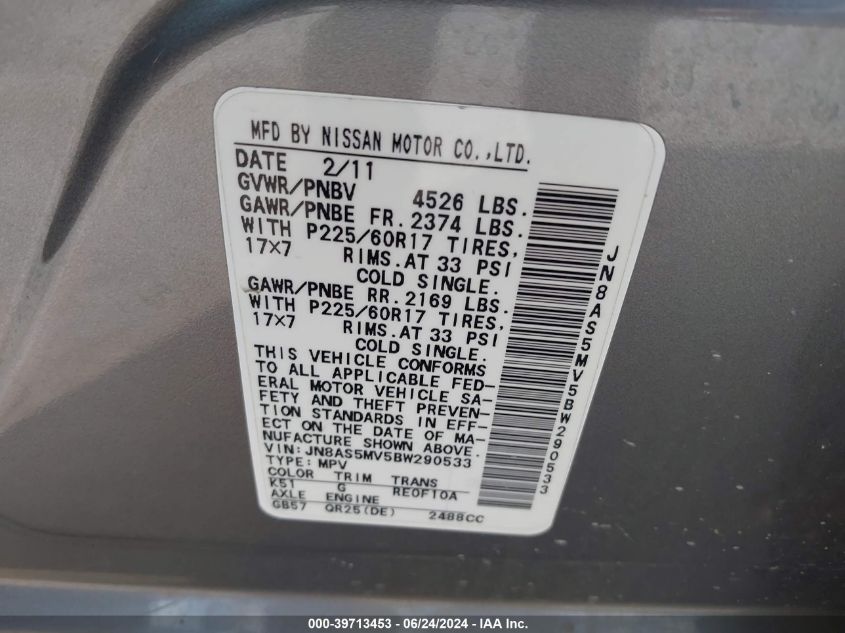 MFD BY NISSAN MOTOR CO.,LTD.
DATE 2/11
GVWR/PNBV 4526 LBS.
GAWR/PNBE FR. 2374 LBS.
WITH P225/60R17 TIRES,
17×7 RIMS.AT 33 PSI
COLD SINGLE.
GAWR/PNBE RR. 2169 LBS.
WITH P225/60R17 TIRES,
17×7 RIMS.AT 33 PSI
COLD SINGLE.
THIS VEHICLE CONFORMS
TO ALL APPLICABLE FED-
ERAL MOTOR VEHICLE SA-
FETY AND THEFT PREVEN-
TION STANDARDS IN EFF-
ECT ON THE DATE OF MA-
NUFACTURE SHOWN ABOVE.
VIN: JN8AS5MV5BW290533
TYPE: MPV
COLOR TRIM TRANS
K51 G RE0F10A
AXLE ENGINE
GB57 QR25(DE) 2488CC
JN8AS5MV5BW290533
000-39713453 / 06/24/2024 - IAA Inc.